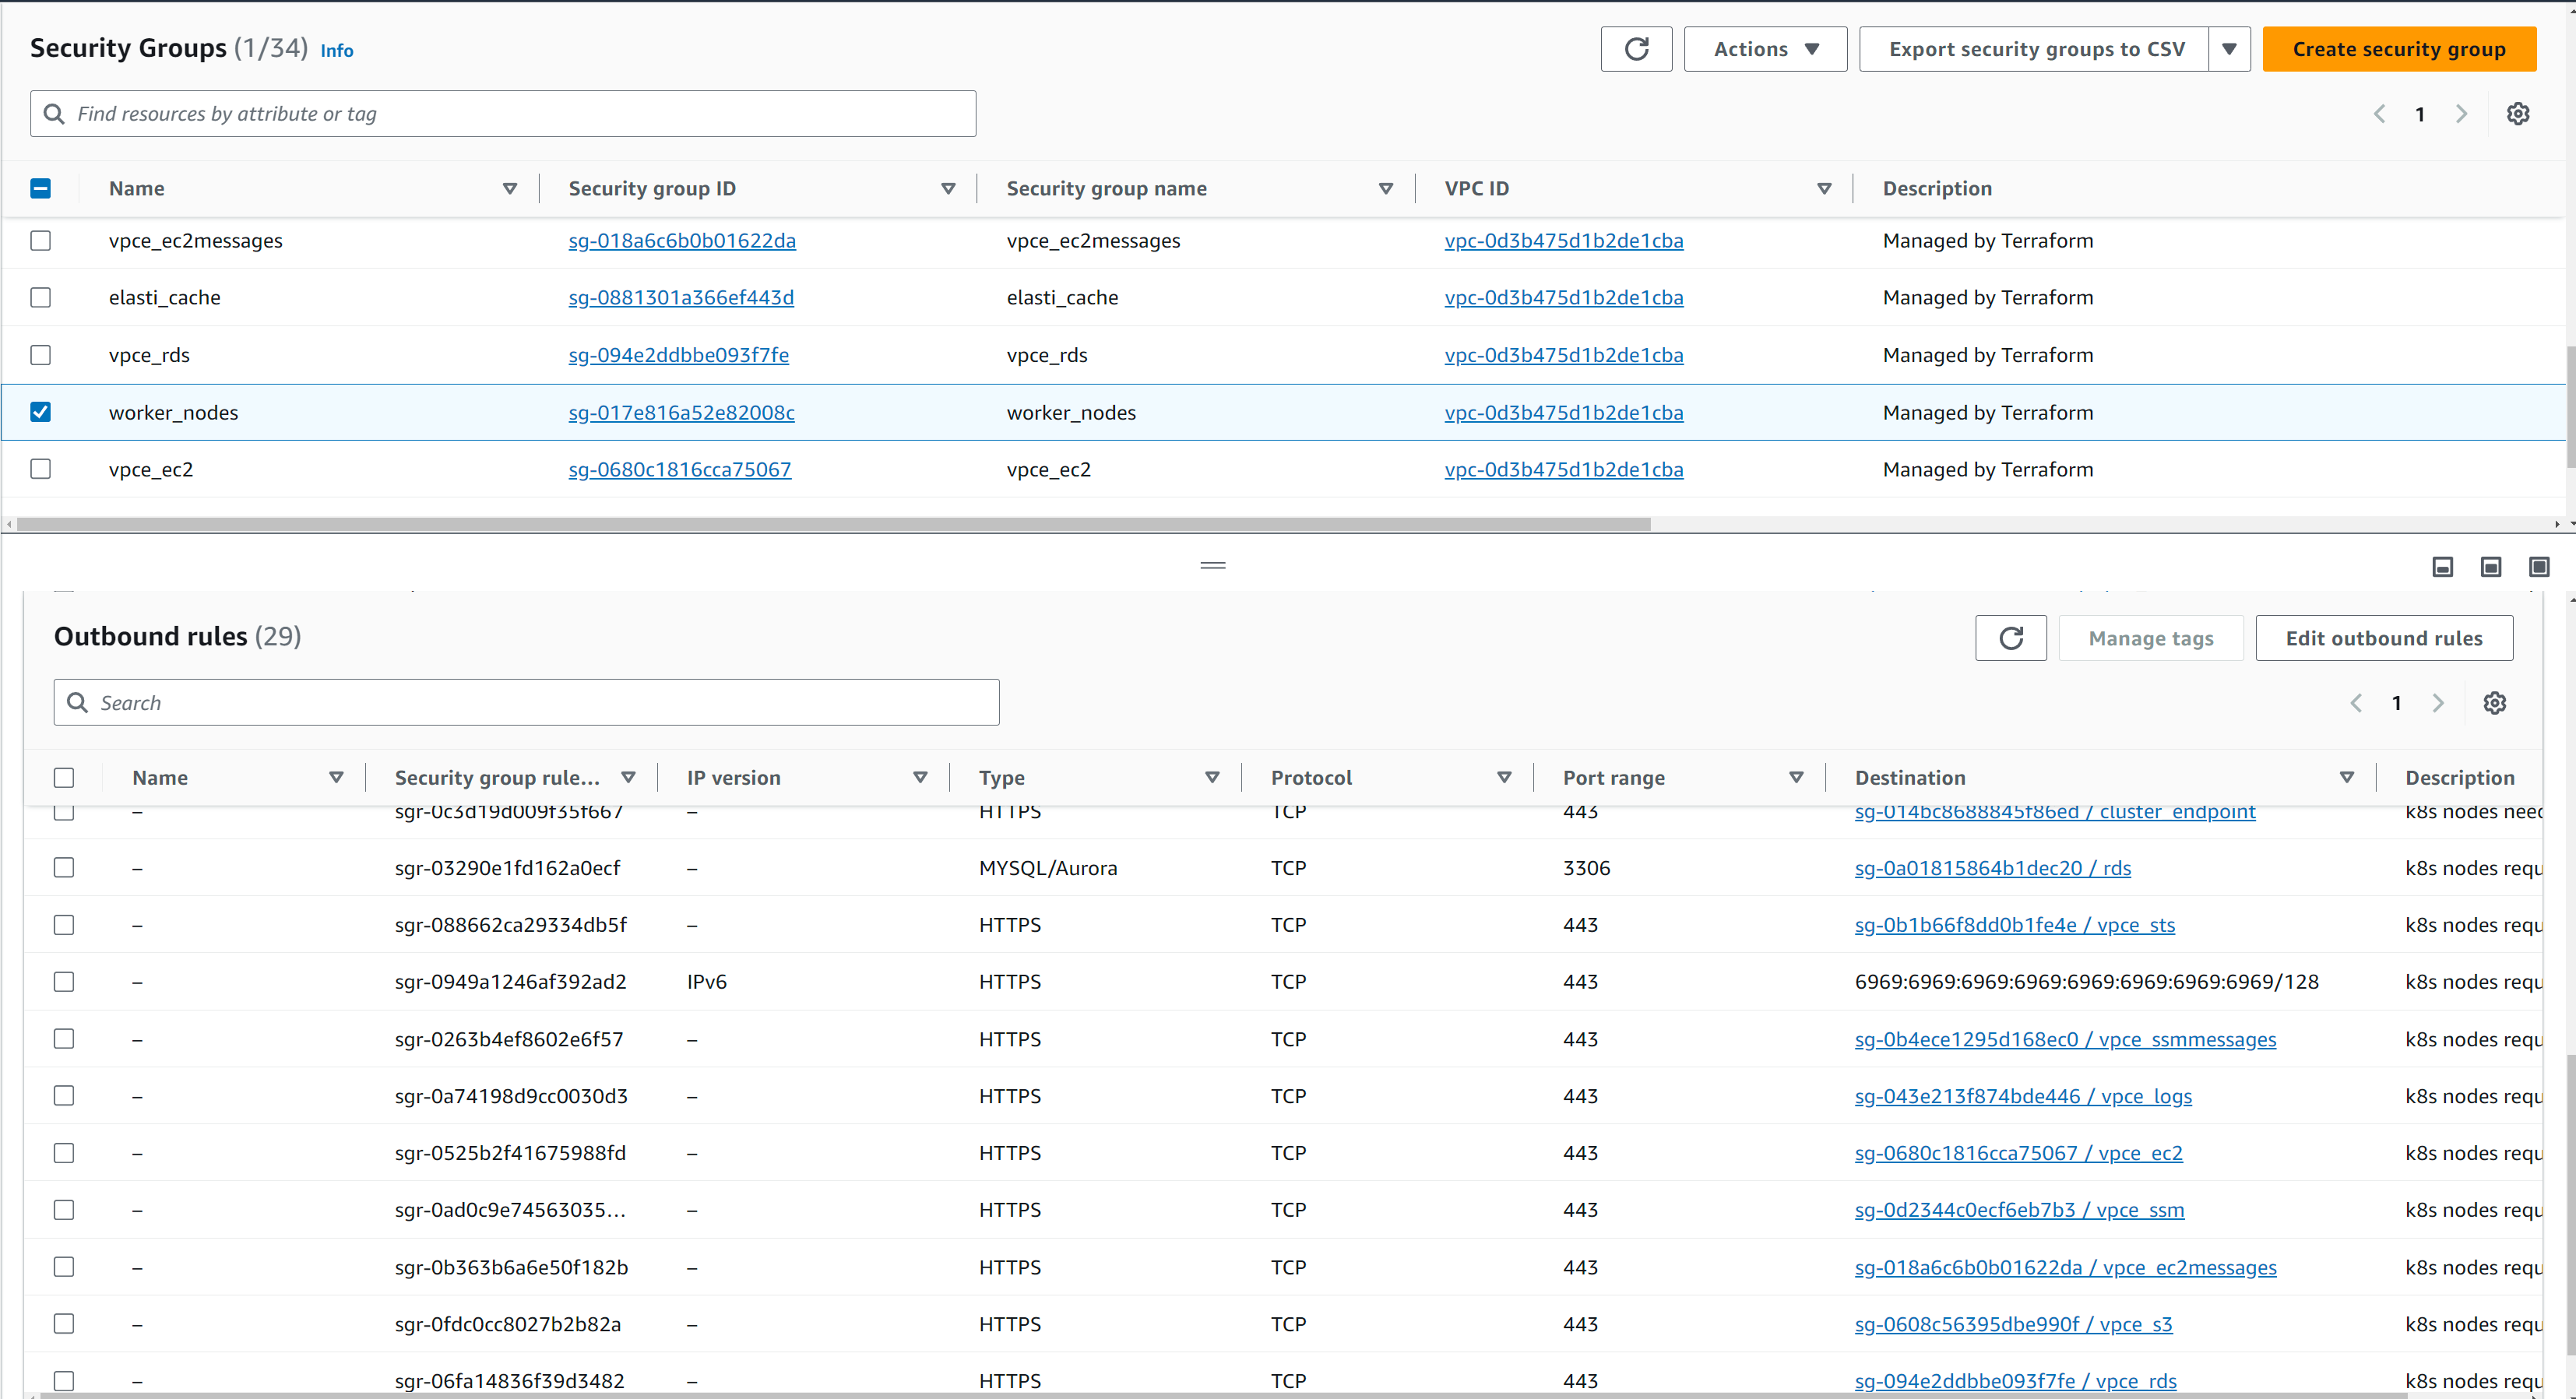 Security Groups (1/34) Info
Actions Export security groups to CSV Create security group
Find resources by attribute or tag
1
Name Security group ID Security group name VPC ID Description
vpce_ec2messages sg-018a6c6b0b01622da vpce_ec2messages vpc-0d3b475d1b2de1cba Managed by Terraform
elasti_cache sg-0881301a366ef443d elasti_cache vpc-0d3b475d1b2de1cba Managed by Terraform
vpce_rds sg-094e2ddbbe093f7fe vpce_rds vpc-0d3b475d1b2de1cba Managed by Terraform
worker_nodes sg-017e816a52e82008c worker_nodes vpc-0d3b475d1b2de1cba Managed by Terraform
vpce_ec2 sg-0680c1816cca75067 vpce_ec2 vpc-0d3b475d1b2de1cba Managed by Terraform
Outbound rules (29)
Manage tags Edit outbound rules
Search
1
Name Security group rule... IP version Type Protocol Port range Destination Description
– sgr-0c3d19d009f35f667 – HTTPS TCP 443 sg-014bc8688845f86ed / cluster_endpoint k8s nodes need
– sgr-03290e1fd162a0ecf – MYSQL/Aurora TCP 3306 sg-0a01815864b1dec20 / rds k8s nodes requ
– sgr-088662ca29334db5f – HTTPS TCP 443 sg-0b1b66f8dd0b1fe4e / vpce_sts k8s nodes requ
– sgr-0949a1246af392ad2 IPv6 HTTPS TCP 443 6969:6969:6969:6969:6969:6969:6969:6969/128 k8s nodes requ
– sgr-0263b4ef8602e6f57 – HTTPS TCP 443 sg-0b4ece1295d168ec0 / vpce_ssmmessages k8s nodes requ
– sgr-0a74198d9cc0030d3 – HTTPS TCP 443 sg-043e213f874bde446 / vpce_logs k8s nodes requ
– sgr-0525b2f41675988fd – HTTPS TCP 443 sg-0680c1816cca75067 / vpce_ec2 k8s nodes requ
– sgr-0ad0c9e74563035... – HTTPS TCP 443 sg-0d2344c0ecf6eb7b3 / vpce_ssm k8s nodes requ
– sgr-0b363b6a6e50f182b – HTTPS TCP 443 sg-018a6c6b0b01622da / vpce_ec2messages k8s nodes requ
– sgr-0fdc0cc8027b2b82a – HTTPS TCP 443 sg-0608c56395dbe990f / vpce_s3 k8s nodes requ
– sgr-06fa14836f39d3482 – HTTPS TCP 443 sg-094e2ddbbe093f7fe / vpce_rds k8s nodes requ